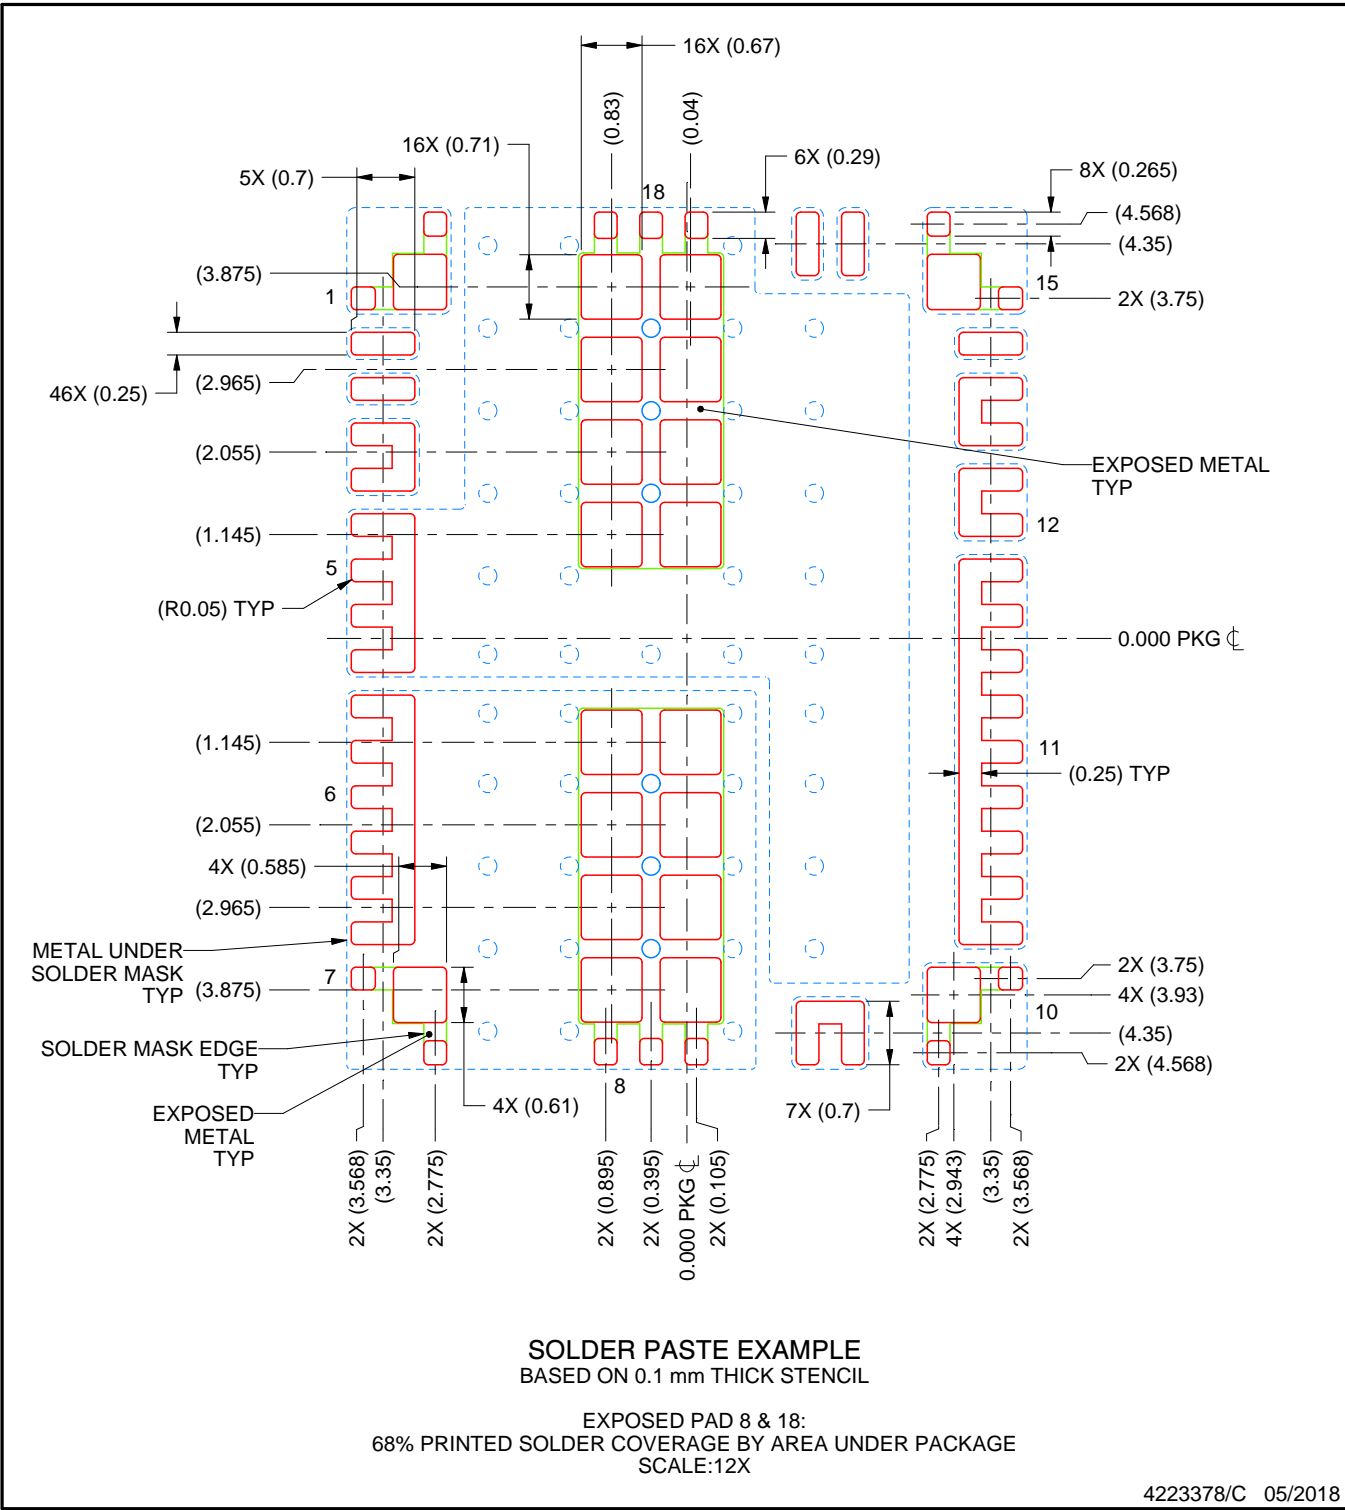 16X (0.67)
(0.83)
(0.04)
16X (0.71)
6X (0.29)
5X (0.7)
8X (0.265)
18
(4.568)
(4.35)
(3.875)
1
15
2X (3.75)
46X (0.25)
(2.965)
(2.055)
EXPOSED METAL
TYP
12
(1.145)
5
(R0.05) TYP
0.000 PKG ℄
(1.145)
11
(0.25) TYP
6
(2.055)
4X (0.585)
(2.965)
METAL UNDER
SOLDER MASK
TYP
7
(3.875)
2X (3.75)
4X (3.93)
10
(4.35)
2X (4.568)
SOLDER MASK EDGE
TYP
8
4X (0.61)
7X (0.7)
EXPOSED
METAL
TYP
2X (3.568)
(3.35)
2X (2.775)
2X (0.895)
2X (0.395)
0.000 PKG ℄
2X (0.105)
2X (2.775)
4X (2.943)
(3.35)
2X (3.568)
SOLDER PASTE EXAMPLE
BASED ON 0.1 mm THICK STENCIL
EXPOSED PAD 8 & 18:
68% PRINTED SOLDER COVERAGE BY AREA UNDER PACKAGE
SCALE:12X
4223378/C 05/2018